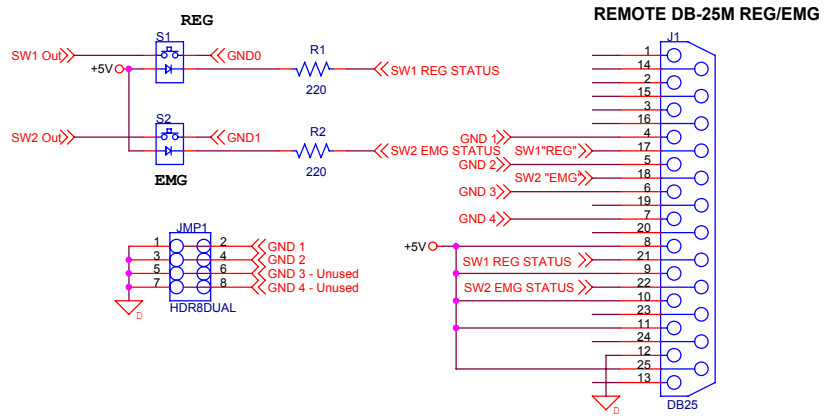 REMOTE DB-25M REG/EMG
REG
S1
SW1 Out
GND0
+5V
R1
220
SW1 REG STATUS
S2
SW2 Out
GND1
R2
220
SW2 EMG STATUS
EMG
JMP1
1 2 GND 1
3 4 GND 2
5 6 GND 3 - Unused
7 8 GND 4 - Unused
D
HDR8DUAL
J1
1
14
2
15
3
16
GND 1 4
SW1"REG" 17
GND 2 5
SW2 "EMG" 18
GND 3 6
19
GND 4 7
20
+5V 8
SW1 REG STATUS 21
9
SW2 EMG STATUS 22
10
23
11
24
12
25
13
D
DB25